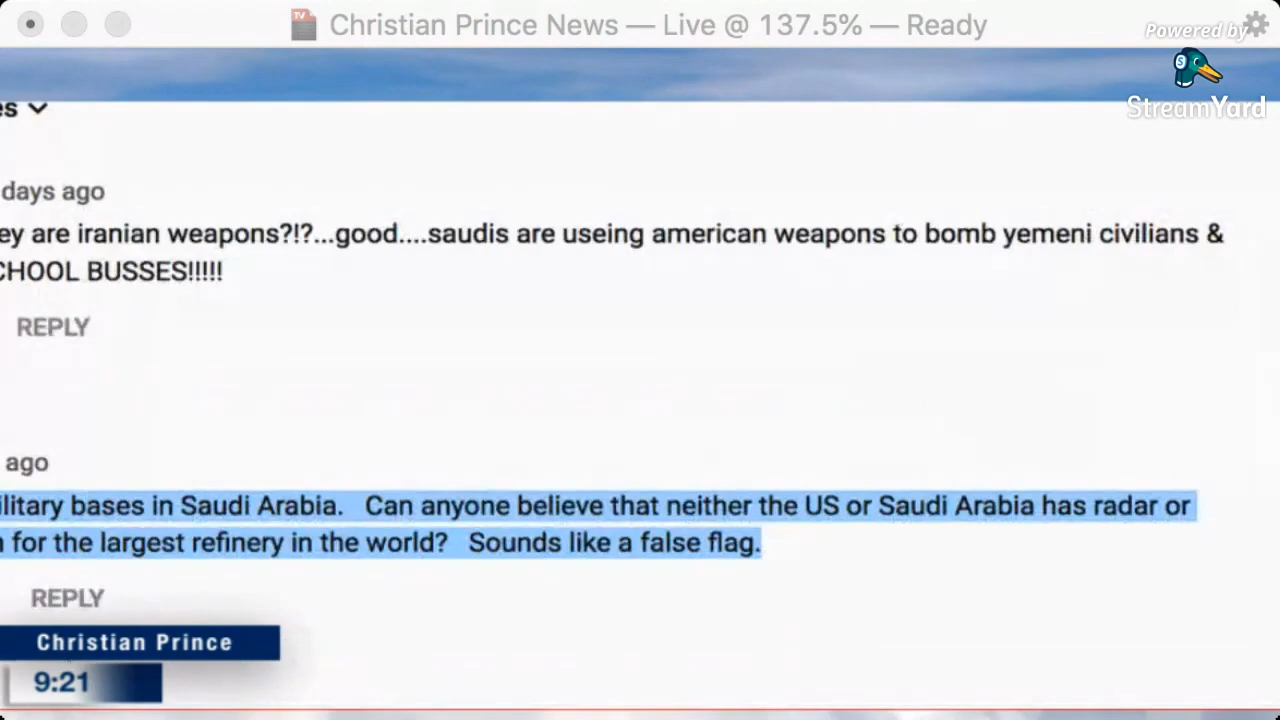 Christian Prince News — Live @ 137.5% — Ready
Powered by
StreamYard
es
days ago
ey are iranian weapons?!?...good....saudis are useing american weapons to bomb yemeni civilians &
CHOOL BUSSES!!!!!
REPLY
ago
ilitary bases in Saudi Arabia. Can anyone believe that neither the US or Saudi Arabia has radar or
for the largest refinery in the world? Sounds like a false flag.
REPLY
Christian Prince
9:21